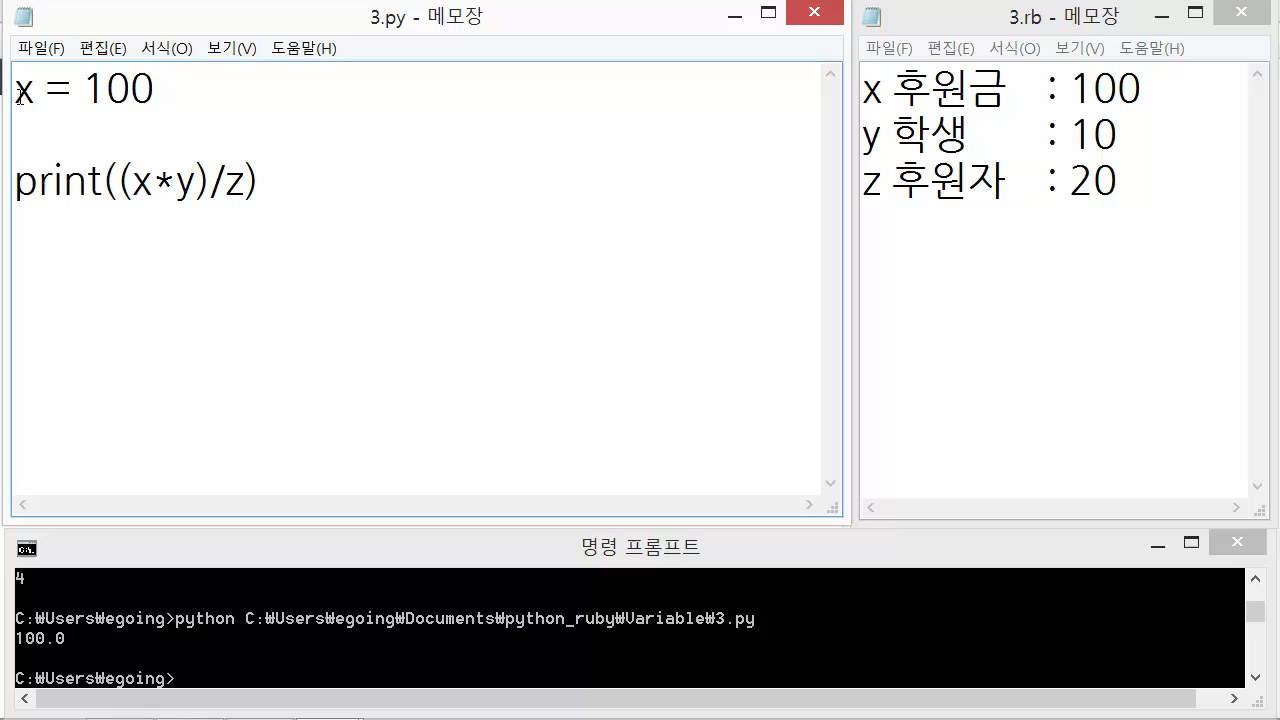 3.py - 메모장
파일(F) 편집(E) 서식(O) 보기(V) 도움말(H)
x = 100
print((x*y)/z)
3.rb - 메모장
파일(F) 편집(E) 서식(O) 보기(V) 도움말(H)
x 후원금 : 100
y 학생 : 10
z 후원자 : 20
명령 프롬프트
4
C:₩Users₩egoing>python C:₩Users₩egoing₩Documents₩python_ruby₩Variable₩3.py
100.0
C:₩Users₩egoing>